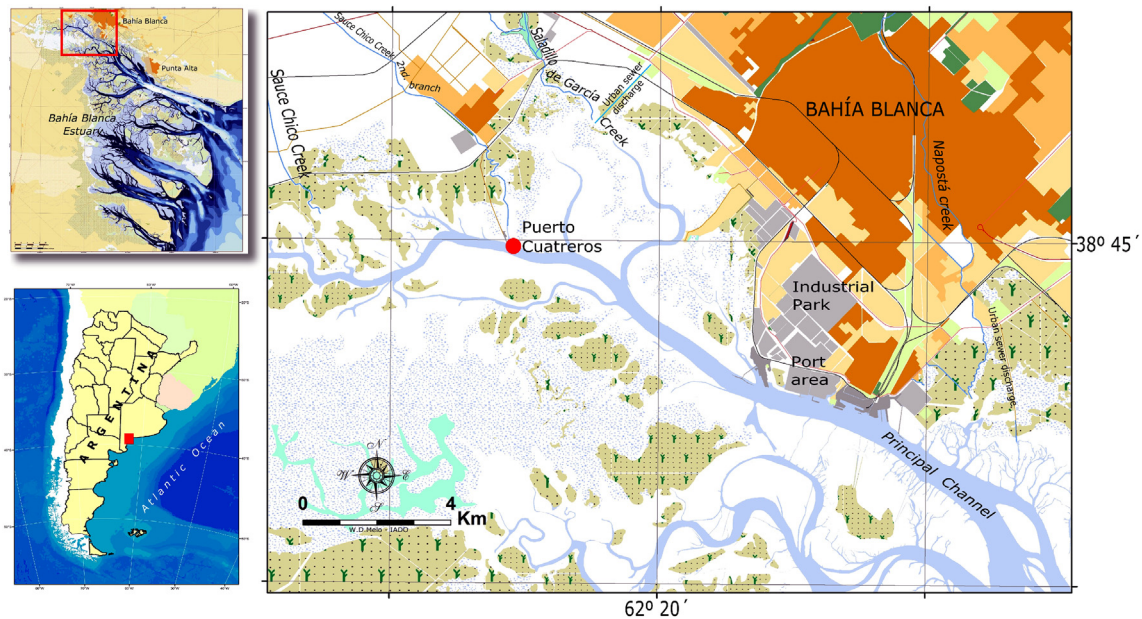 Bahía Blanca
Punta Alta
Bahía Blanca
Estuary
ARGENTINA
Atlantic Ocean
Sauce Chico Creek
2nd. branch
Sauce Chico Creek
Saladillo
de García
Creek
Urban sewer
discharge
BAHÍA BLANCA
Napostá creek
Puerto
Cuatreros
38º 45´
Industrial
Park
Port
area
Urban sewer discharge
Principal Channel
N
W
E
S
0
4
Km
W.D.Melo - IADO
62º 20´